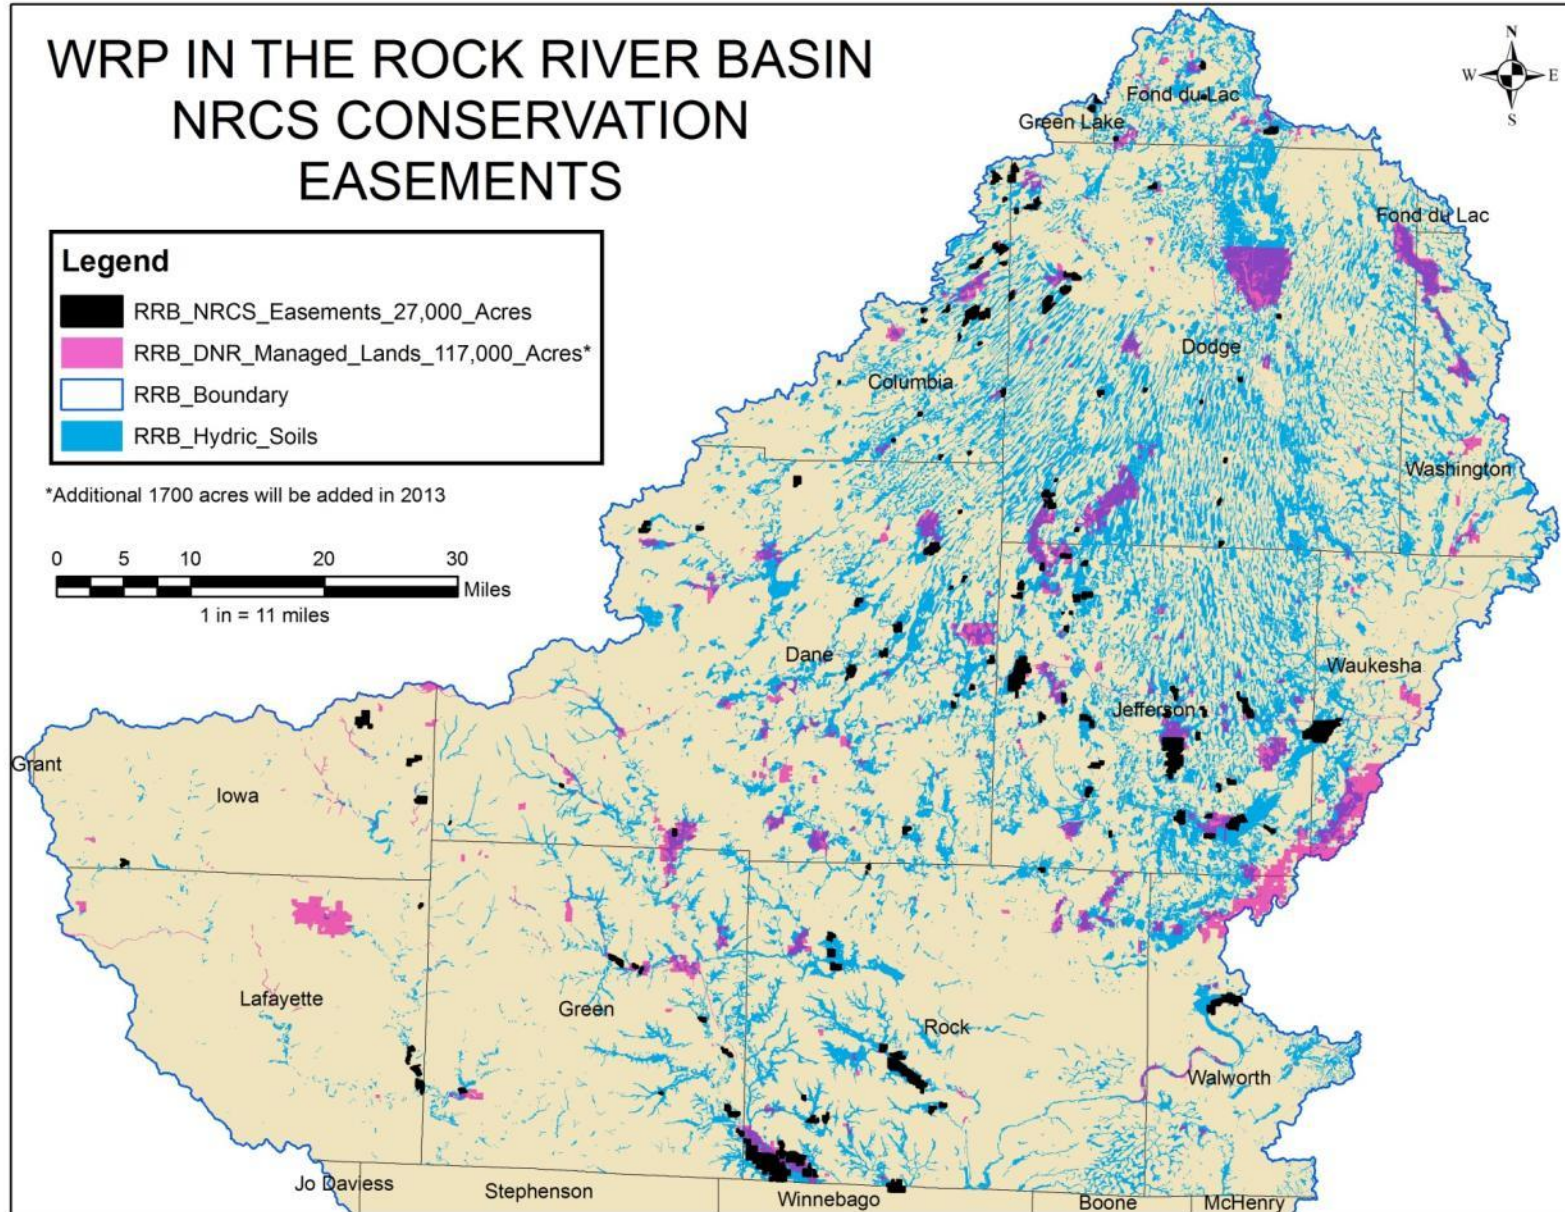 WRP IN THE ROCK RIVER BASIN
NRCS CONSERVATION
EASEMENTS
N
W
E
S
Legend
RRB_NRCS_Easements_27,000_Acres
RRB_DNR_Managed_Lands_117,000_Acres*
RRB_Boundary
RRB_Hydric_Soils
*Additional 1700 acres will be added in 2013
0 5 10 20 30
Miles
1 in = 11 miles
Fond du Lac
Green Lake
Fond du Lac
Dodge
Columbia
Washington
Dane
Waukesha
Jefferson
Grant
Iowa
Lafayette
Green
Rock
Walworth
Jo Daviess
Stephenson
Winnebago
Boone
McHenry